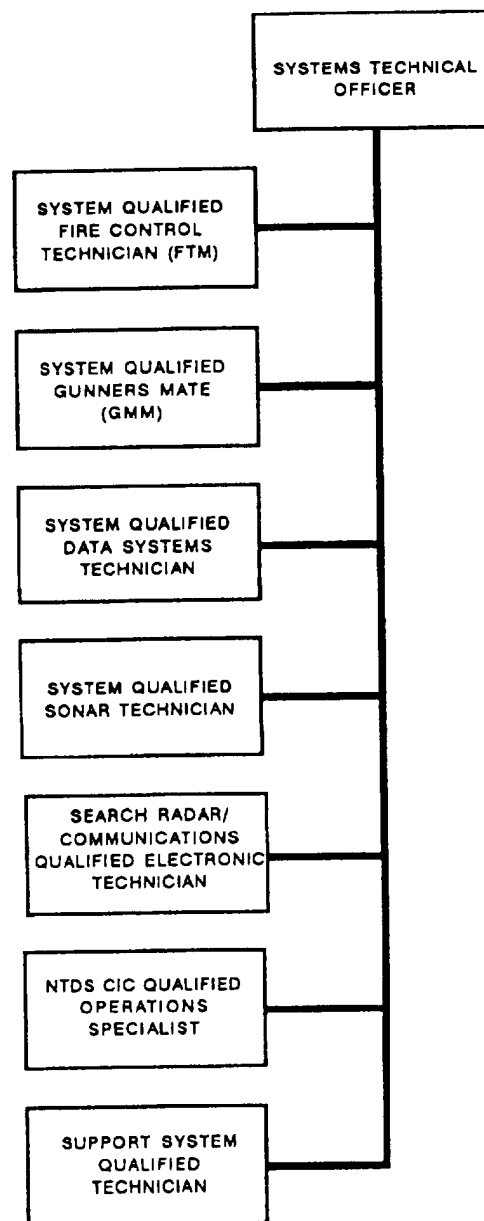 SYSTEMS TECHNICAL
OFFICER
SYSTEM QUALIFIED
FIRE CONTROL
TECHNICIAN (FTM)
SYSTEM QUALIFIED
GUNNERS MATE
(GMM)
SYSTEM QUALIFIED
DATA SYSTEMS
TECHNICIAN
SYSTEM QUALIFIED
SONAR TECHNICIAN
SEARCH RADAR/
COMMUNICATIONS
QUALIFIED ELECTRONIC
TECHNICIAN
NTDS CIC QUALIFIED
OPERATIONS
SPECIALIST
SUPPORT SYSTEM
QUALIFIED
TECHNICIAN